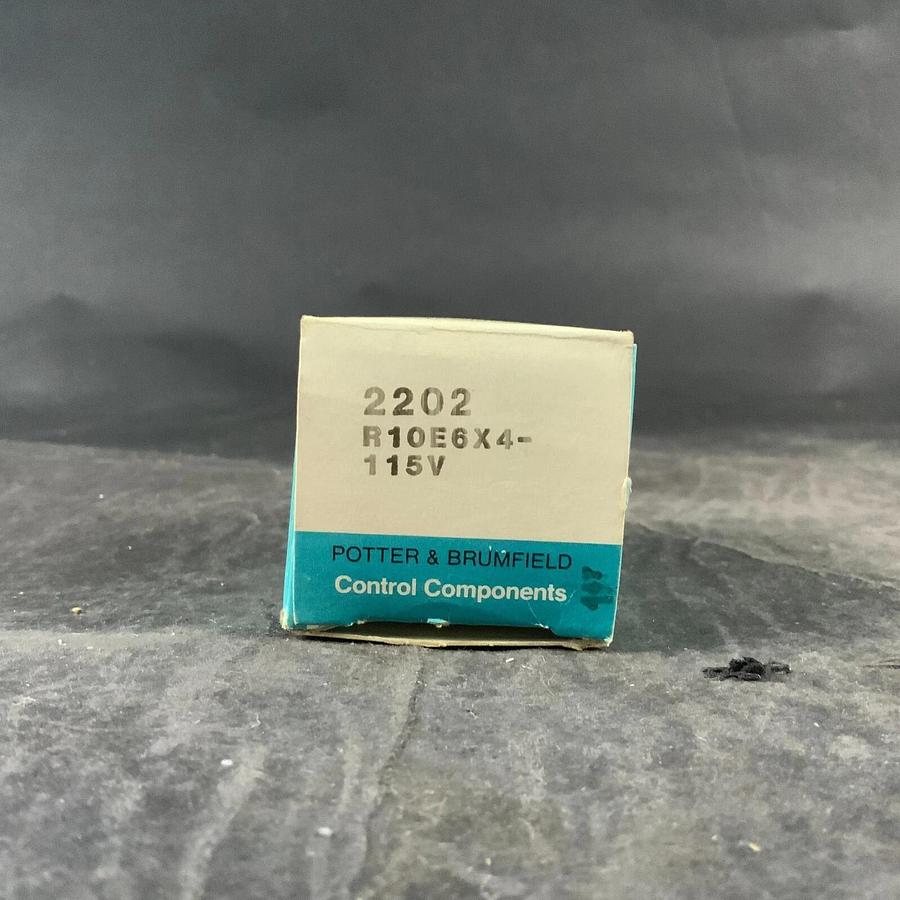 2202
R10E6X4-
115V
POTTER & BRUMFIELD
Control Components